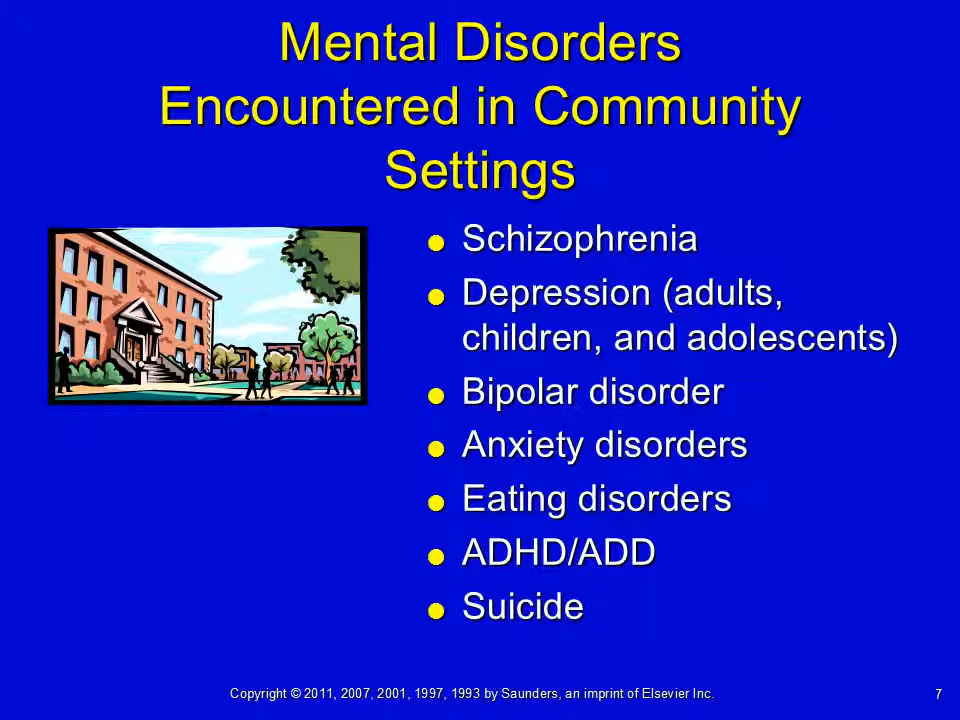 Mental Disorders
Encountered in Community
Settings
Schizophrenia
Depression (adults,
children, and adolescents)
Bipolar disorder
Anxiety disorders
Eating disorders
ADHD/ADD
Suicide
Copyright © 2011, 2007, 2001, 1997, 1993 by Saunders, an imprint of Elsevier Inc.
7